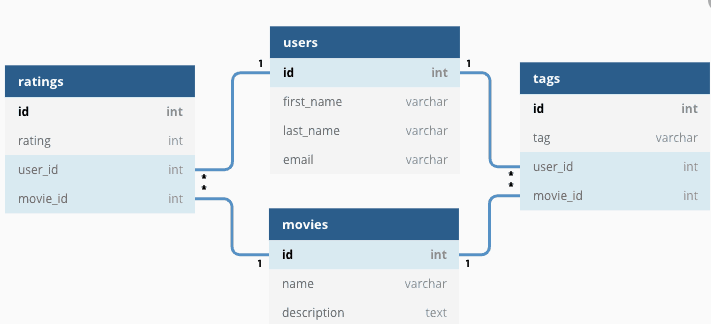 users
1
id int
1
first_name varchar
last_name varchar
email varchar
ratings
id int
rating int
user_id int
*
movie_id int
*
tags
id int
tag varchar
user_id int
*
movie_id int
*
movies
id int
1
1
name varchar
description text